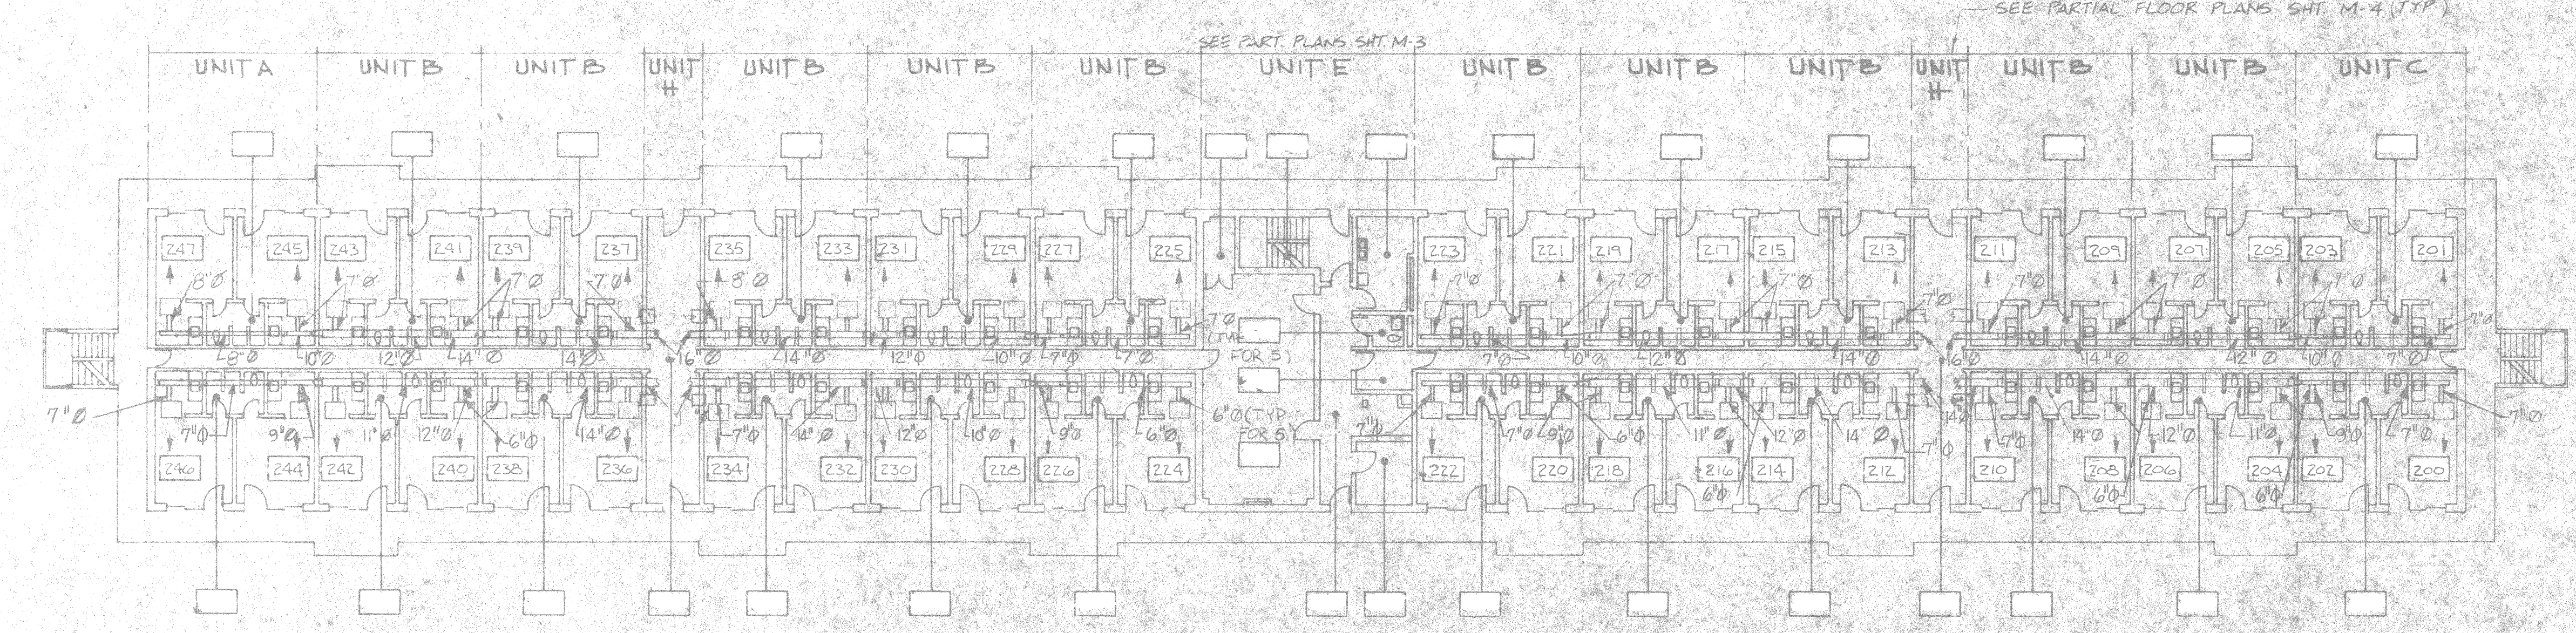 SEE PARTIAL FLOOR PLANS SHT. M-4 (TYP)
SEE PART. PLANS SHT. M-3
UNIT A UNIT B UNIT B UNIT H UNIT B UNIT B UNIT B UNIT E UNIT B UNIT B UNIT B UNIT H UNIT B UNIT B UNIT C
247 245 243 241 239 237 235 233 231 229 227 225 223 221 219 217 215 213 211 209 207 205 203 201
8"Ø 7"Ø 7"Ø 7"Ø 8"Ø 7"Ø 7"Ø 7"Ø 7"Ø 7"Ø 7"Ø 7"Ø
7"Ø (TYP FOR 5) 7"Ø
8"Ø 10"Ø 12"Ø 14"Ø 14"Ø 16"Ø 14"Ø 12"Ø 10"Ø 7"Ø 7"Ø 7"Ø 10"Ø 12"Ø 14"Ø 16"Ø 14"Ø 12"Ø 10"Ø 7"Ø
7"Ø 6"Ø (TYP FOR 5) 7"Ø 14"Ø 7"Ø
7"Ø 9"Ø 11"Ø 12"Ø 6"Ø 14"Ø 7"Ø 14"Ø 12"Ø 10"Ø 9"Ø 6"Ø 7"Ø 9"Ø 6"Ø 11"Ø 12"Ø 14"Ø 7"Ø 7"Ø 14"Ø 12"Ø 11"Ø 9"Ø 7"Ø
246 244 242 240 238 236 234 232 230 228 226 224 222 220 218 216 214 212 210 208 206 204 202 200
6"Ø 6"Ø 6"Ø